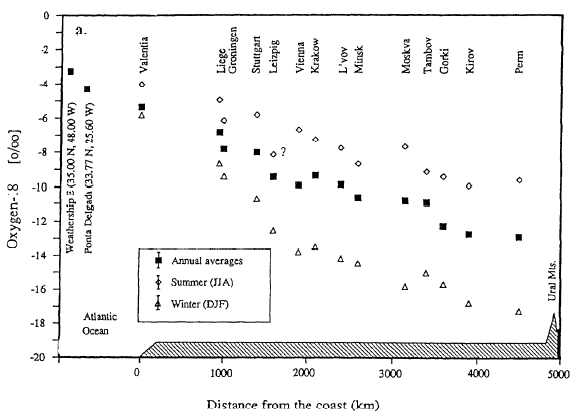 a.
0
-2
-4
-6
-8
-10
-12
-14
-16
-18
-20
Oxygen-18 [o/oo]
Weathership E (35.00 N, 48.00 W)
Ponta Delgada (33.77 N, 25.60 W)
Valentia
Liege
Groningen
Stuttgart
Leizpig
Vienna
Krakow
L'vov
Minsk
Moskva
Tambov
Gorki
Kirov
Perm
?
Annual averages
Summer (JJA)
Winter (DJF)
Atlantic
Ocean
Ural Mts.
0
1000
2000
3000
4000
5000
Distance from the coast (km)